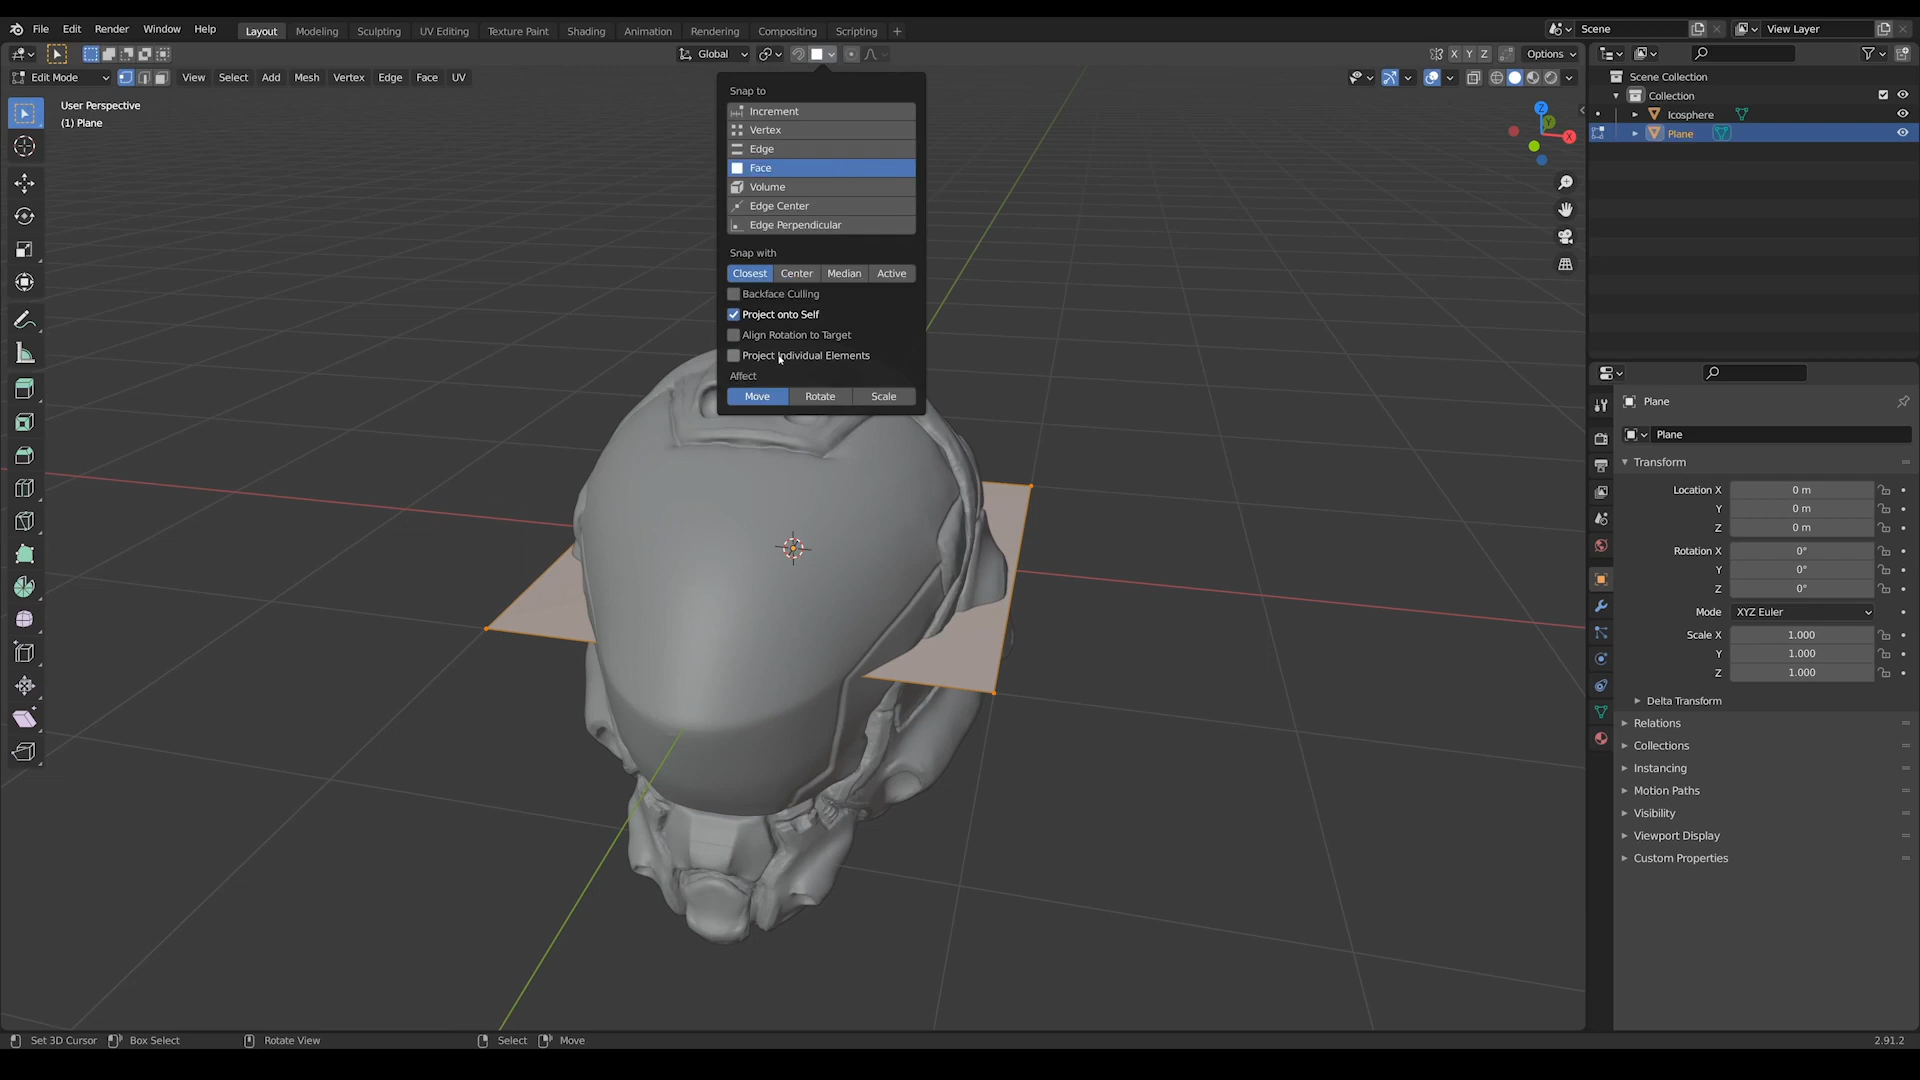 File Edit Render Window Help Layout Modeling Sculpting UV Editing Texture Paint Shading Animation Rendering Compositing Scripting + Scene View Layer
Global X Y Z Options
Edit Mode View Select Add Mesh Vertex Edge Face UV
User Perspective
(1) Plane
Snap to
Increment
Vertex
Edge
Face
Volume
Edge Center
Edge Perpendicular
Snap with
Closest Center Median Active
Backface Culling
Project onto Self
Align Rotation to Target
Project Individual Elements
Affect
Move Rotate Scale
Z
Y
X
Scene Collection
Collection
Icosphere
Plane
Plane
Plane
Transform
Location X 0 m
Y 0 m
Z 0 m
Rotation X 0°
Y 0°
Z 0°
Mode XYZ Euler
Scale X 1.000
Y 1.000
Z 1.000
Delta Transform
Relations
Collections
Instancing
Motion Paths
Visibility
Viewport Display
Custom Properties
Set 3D Cursor Box Select Rotate View Select Move 2.91.2